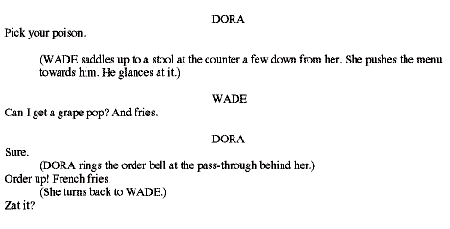 DORA
Pick your poison.
(WADE saddles up to a stool at the counter a few down from her. She pushes the menu
towards him. He glances at it.)
WADE
Can I get a grape pop? And fries.
DORA
Sure.
(DORA rings the order bell at the pass-through behind her.)
Order up! French fries
(She turns back to WADE.)
Zat it?